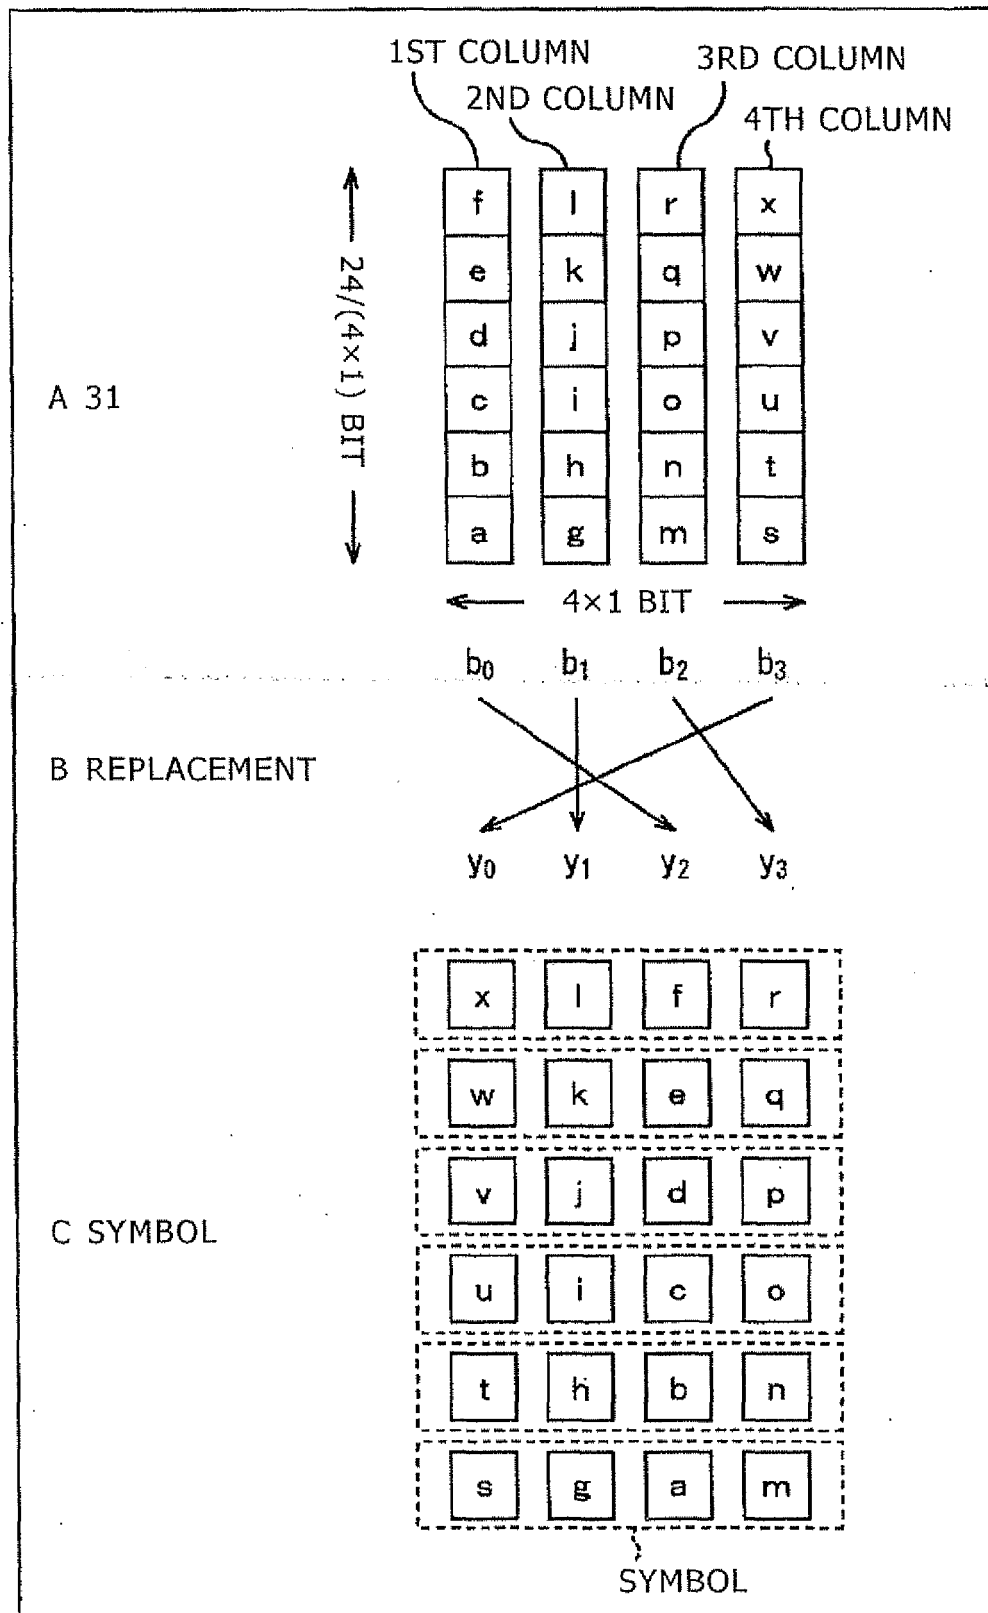 1ST COLUMN
3RD COLUMN
2ND COLUMN
4TH COLUMN
f l r x
e k q w
d j p v
c i o u
b h n t
a g m s
24/(4×1) BIT
A 31
4×1 BIT
b0 b1 b2 b3
B REPLACEMENT
y0 y1 y2 y3
x l f r
w k e q
v j d p
C SYMBOL
u i c o
t h b n
s g a m
SYMBOL